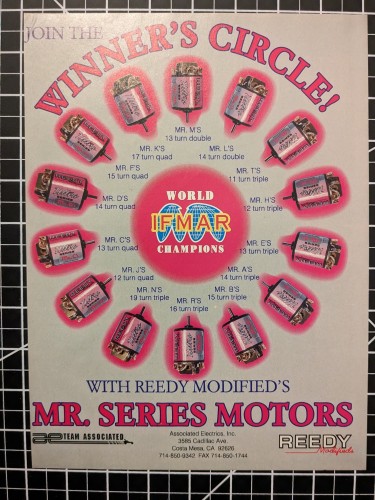 JOIN THE
WINNER'S CIRCLE!
MR. M'S
13 turn double
MR. K'S
17 turn quad
MR. L'S
14 turn double
MR. F'S
15 turn quad
MR. T'S
11 turn triple
MR. D'S
14 turn quad
MR. H'S
12 turn triple
WORLD
IFMAR
CHAMPIONS
MR. C'S
13 turn quad
MR. E'S
13 turn triple
MR. J'S
12 turn quad
MR. A'S
14 turn triple
MR. N'S
19 turn triple
MR. B'S
15 turn triple
MR. R'S
16 turn triple
WITH REEDY MODIFIED'S
MR. SERIES MOTORS
TEAM ASSOCIATED
Associated Electrics, Inc.
3585 Cadillac Ave.
Costa Mesa, CA 92626
714-850-9342 FAX 714-850-1744
REEDY
Modifieds